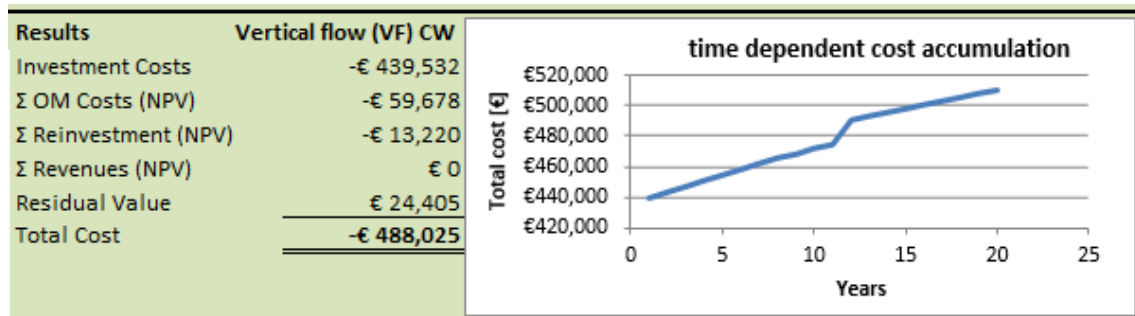 Results Vertical flow (VF) CW
Investment Costs -€ 439,532
Σ OM Costs (NPV) -€ 59,678
Σ Reinvestment (NPV) -€ 13,220
Σ Revenues (NPV) € 0
Residual Value € 24,405
Total Cost -€ 488,025
time dependent cost accumulation
Total cost [€]
€520,000
€500,000
€480,000
€460,000
€440,000
€420,000
0 5 10 15 20 25
Years